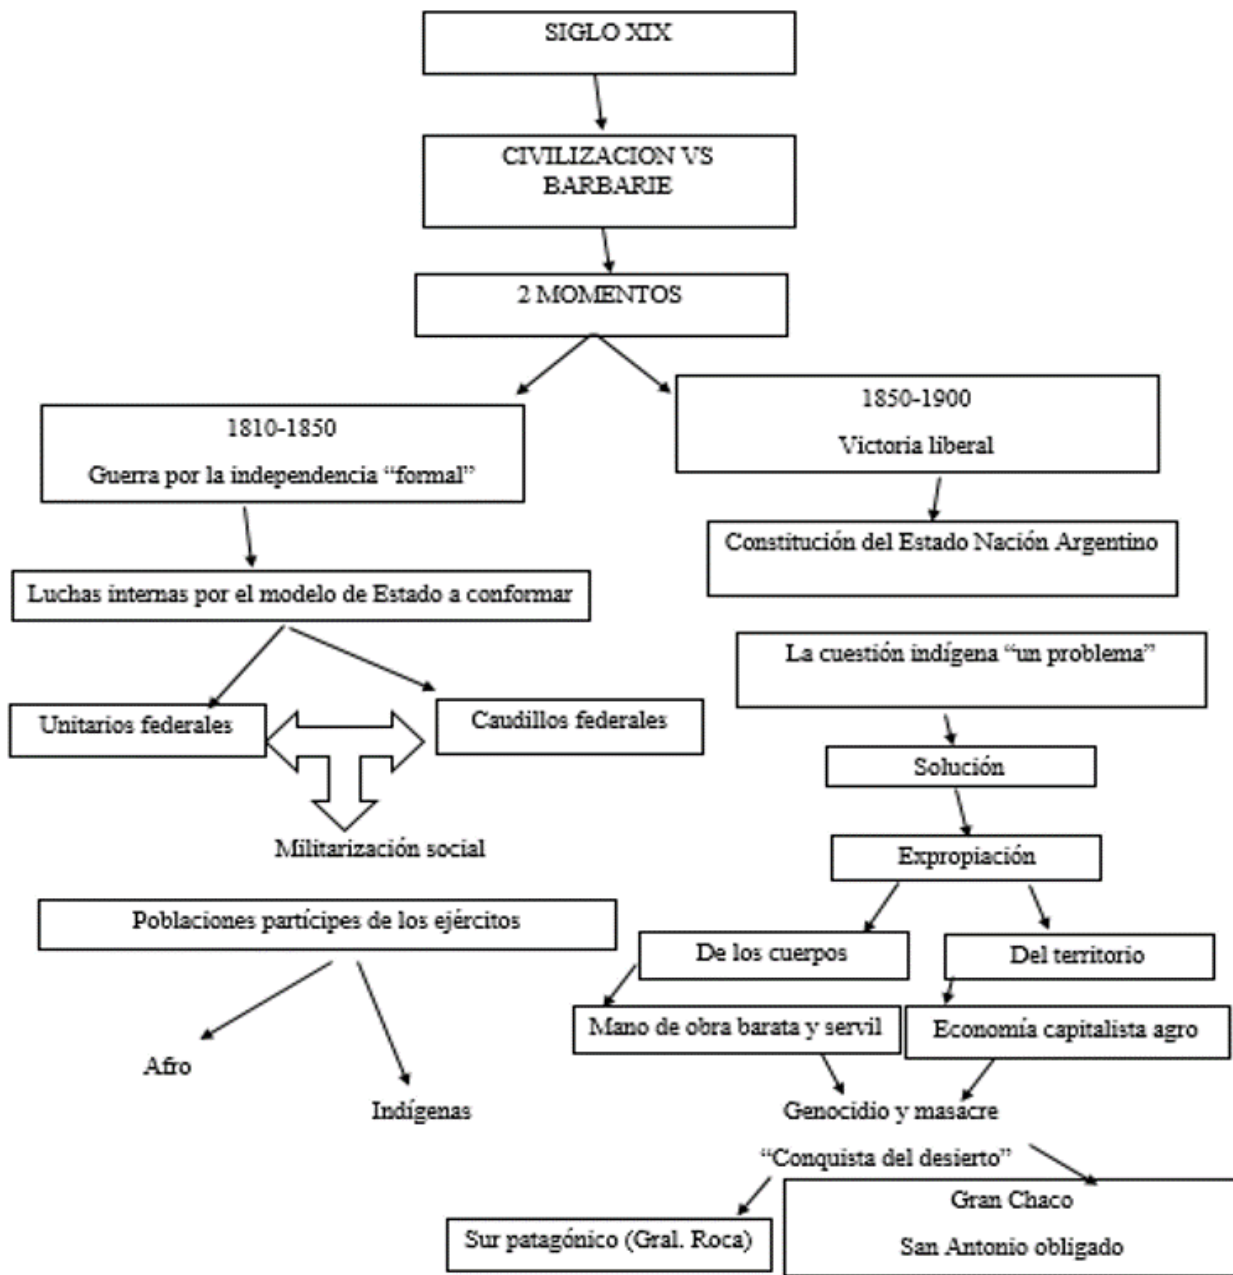 SIGLO XIX
CIVILIZACION VS
BARBARIE
2 MOMENTOS
1810-1850
Guerra por la independencia “formal”
Luchas internas por el modelo de Estado a conformar
Unitarios federales
Caudillos federales
Militarización social
Poblaciones partícipes de los ejércitos
Afro
Indígenas
1850-1900
Victoria liberal
Constitución del Estado Nación Argentino
La cuestión indígena “un problema”
Solución
Expropiación
De los cuerpos
Del territorio
Mano de obra barata y servil
Economía capitalista agro
Genocidio y masacre
“Conquista del desierto”
Sur patagónico (Gral. Roca)
Gran Chaco
San Antonio obligado